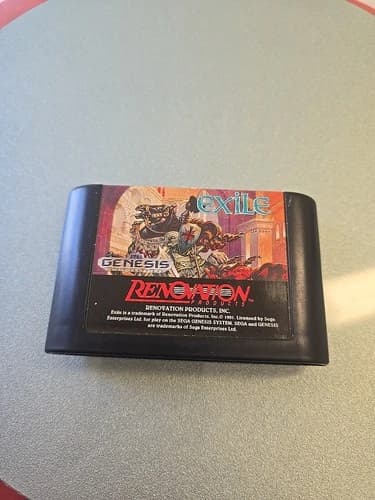 EXILE
SEGA
GENESIS
RENOVATION
PRODUCTS
RENOVATION PRODUCTS, INC.
Exile is a trademark of Renovation Products, Inc.© 1991. Licensed by Sega
Enterprises Ltd. for play on the SEGA GENESIS SYSTEM. SEGA and GENESIS
are trademarks of Sega Enterprises Ltd.